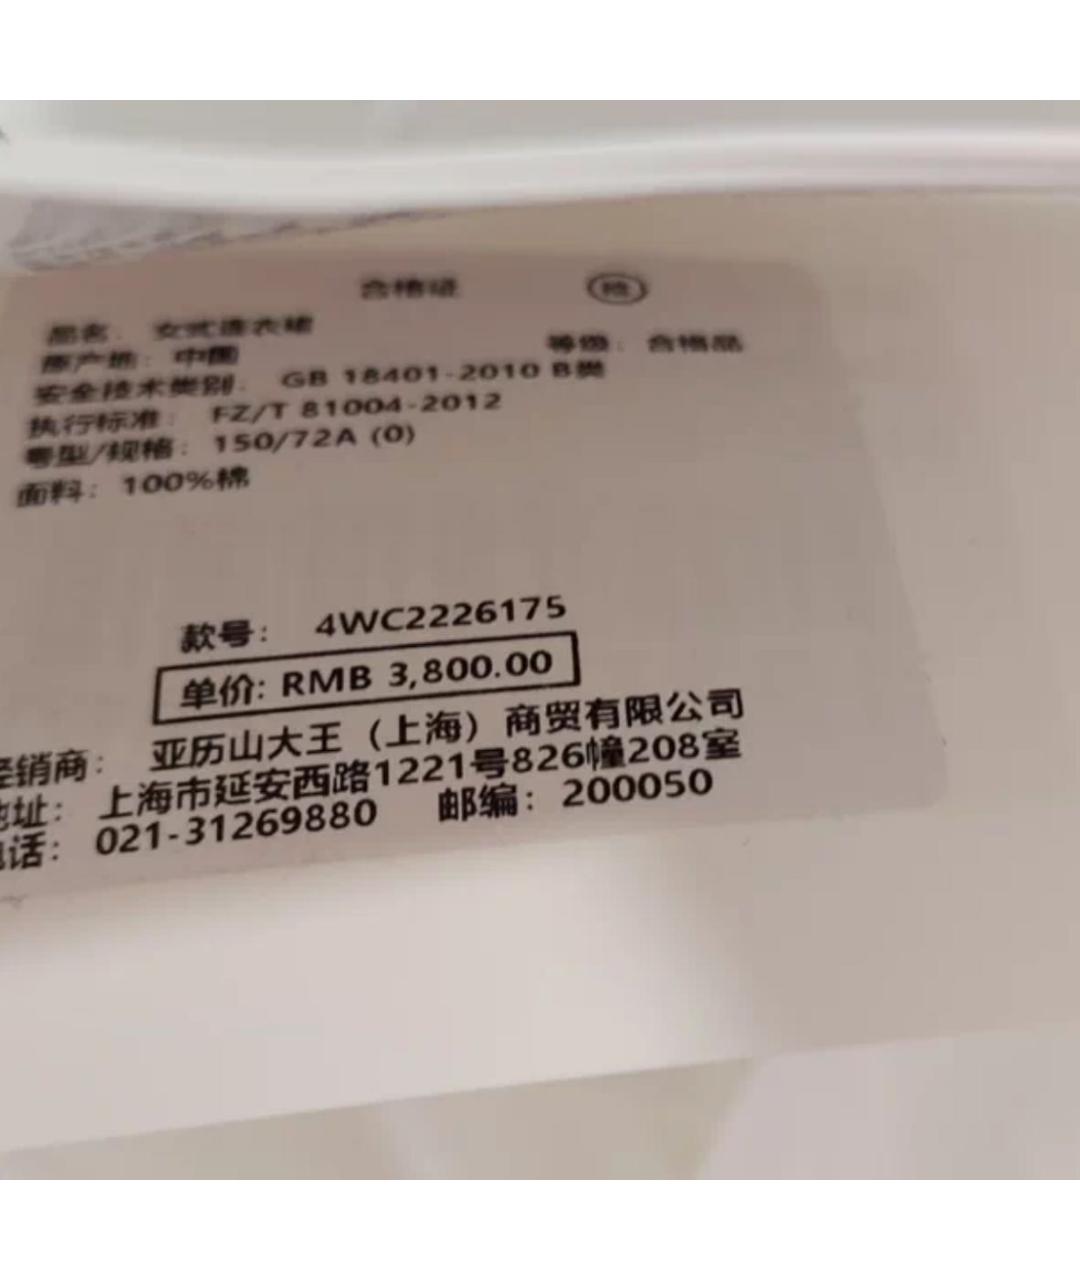 合格证 检
品名： 女式连衣裙
原产地： 中国 等级： 合格品
安全技术类别： GB 18401-2010 B类
执行标准： FZ/T 81004-2012
号型/规格： 150/72A (0)
面料： 100%棉
款号： 4WC2226175
单价: RMB 3,800.00
经销商： 亚历山大王（上海）商贸有限公司
地址： 上海市延安西路1221号826幢208室
电话： 021-31269880 邮编： 200050